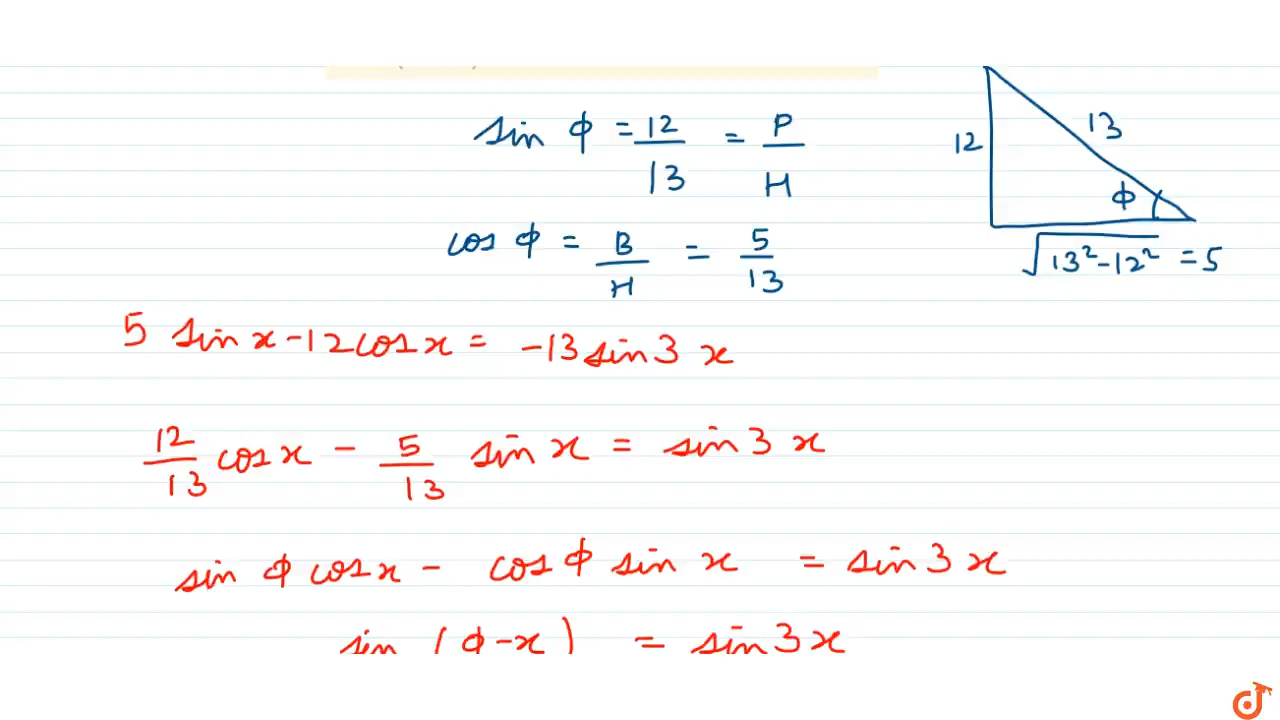 sin φ = 12/13 = P/H
12
13
φ
√(13²-12²) = 5
cos φ = B/H = 5/13
5 sin x - 12 cos x = -13 sin 3x
12/13 cos x - 5/13 sin x = sin 3x
sin φ cos x - cos φ sin x = sin 3x
sin (φ-x) = sin 3x